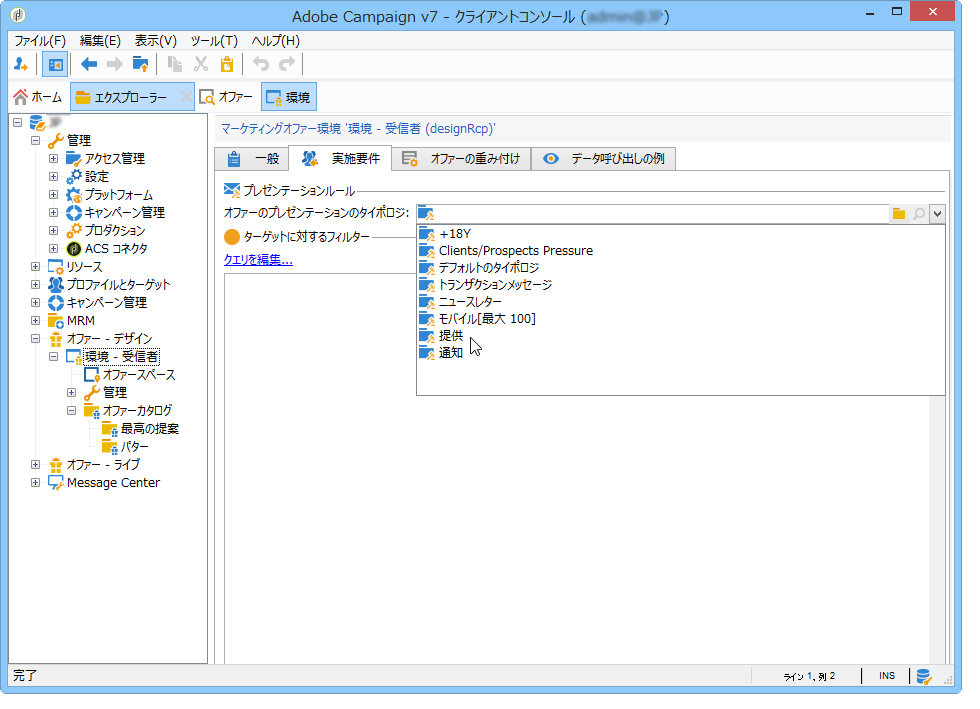 Adobe Campaign v7 - クライアントコンソール (
ファイル(F) 編集(E) 表示(V) ツール(T) ヘルプ(H)
ホーム エクスプローラー オファー 環境
管理
アクセス管理
設定
プラットフォーム
キャンペーン管理
プロダクション
ACS コネクタ
リソース
プロファイルとターゲット
キャンペーン管理
MRM
オファー - デザイン
環境 - 受信者
オファースペース
管理
オファーカタログ
最高の提案
パター
オファー - ライブ
Message Center
マーケティングオファー環境 '環境 - 受信者 (designRcp)'
一般 実施要件 オファーの重み付け データ呼び出しの例
プレゼンテーションルール
オファーのプレゼンテーションのタイポロジ:
ターゲットに対するフィルター
クエリを編集...
+18Y
Clients/Prospects Pressure
デフォルトのタイポロジ
トランザクションメッセージ
ニュースレター
モバイル[最大 100]
提供
通知
完了 ライン 1、列 2 INS